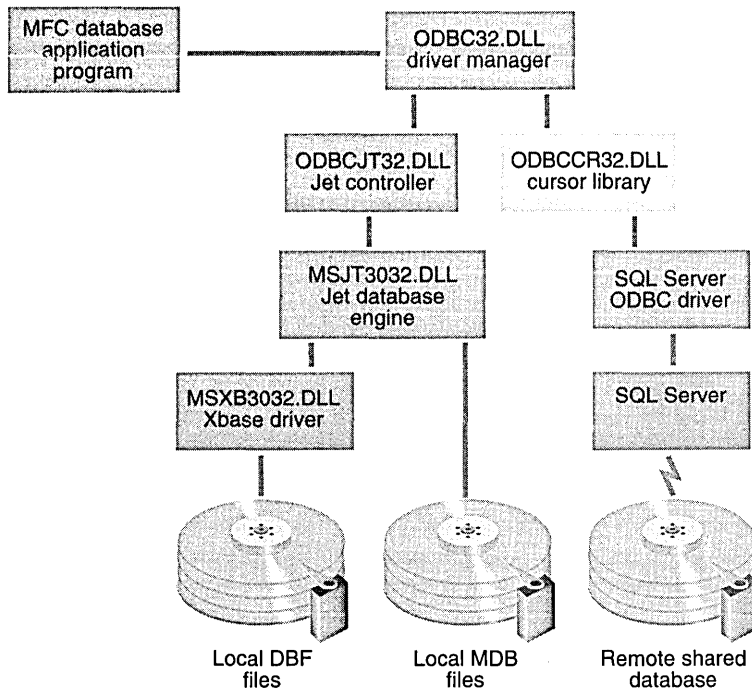 MFC database
application
program
ODBC32.DLL
driver manager
ODBCJT32.DLL
Jet controller
ODBCCR32.DLL
cursor library
MSJT3032.DLL
Jet database
engine
SQL Server
ODBC driver
MSXB3032.DLL
Xbase driver
SQL Server
Local DBF
files
Local MDB
files
Remote shared
database